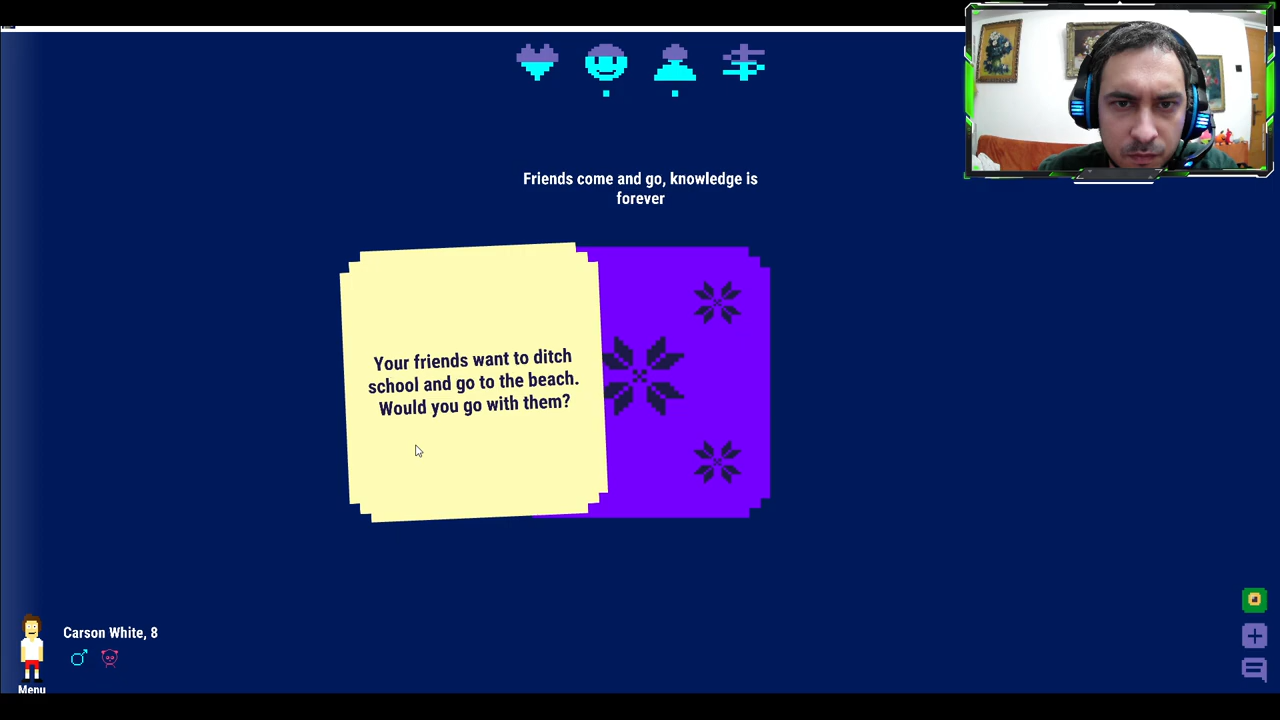 Friends come and go, knowledge is
forever
Your friends want to ditch
school and go to the beach.
Would you go with them?
Carson White, 8
Menu